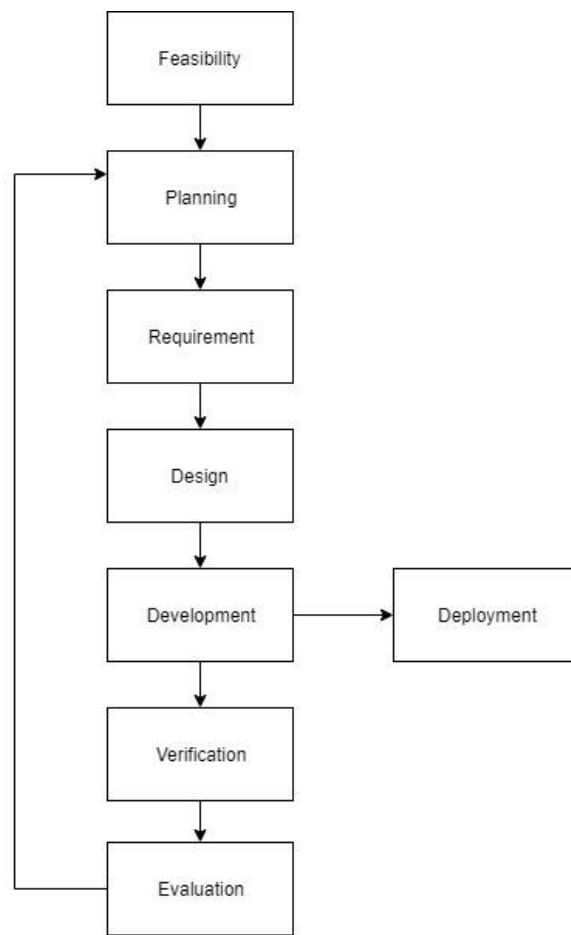 Feasibility
Planning
Requirement
Design
Development
Deployment
Verification
Evaluation